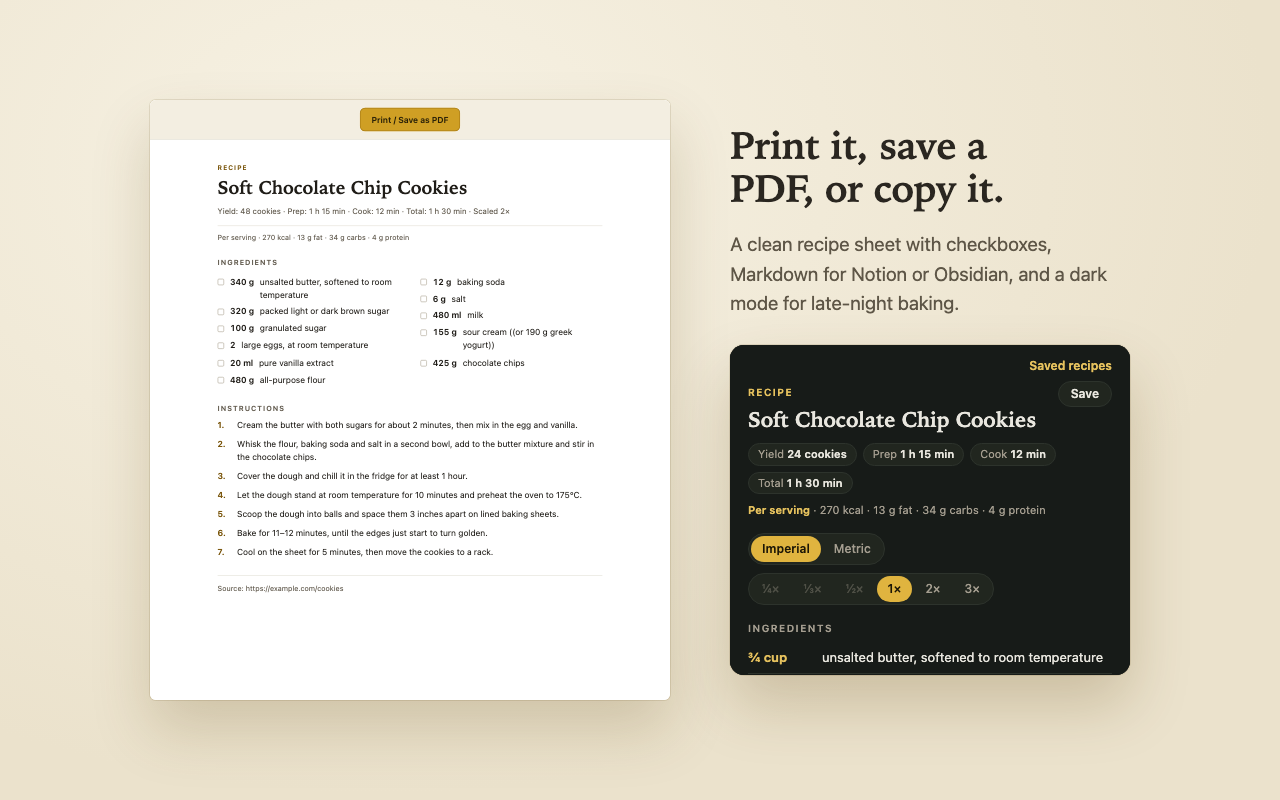 Print / Save as PDF
RECIPE
Soft Chocolate Chip Cookies
Yield: 48 cookies · Prep: 1 h 15 min · Cook: 12 min · Total: 1 h 30 min · Scaled 2×
Per serving · 270 kcal · 13 g fat · 34 g carbs · 4 g protein
INGREDIENTS
340 g unsalted butter, softened to room
temperature
320 g packed light or dark brown sugar
100 g granulated sugar
2 large eggs, at room temperature
20 ml pure vanilla extract
480 g all-purpose flour
12 g baking soda
6 g salt
480 ml milk
155 g sour cream ((or 190 g greek
yogurt))
425 g chocolate chips
INSTRUCTIONS
1. Cream the butter with both sugars for about 2 minutes, then mix in the egg and vanilla.
2. Whisk the flour, baking soda and salt in a second bowl, add to the butter mixture and stir in
the chocolate chips.
3. Cover the dough and chill it in the fridge for at least 1 hour.
4. Let the dough stand at room temperature for 10 minutes and preheat the oven to 175°C.
5. Scoop the dough into balls and space them 3 inches apart on lined baking sheets.
6. Bake for 11–12 minutes, until the edges just start to turn golden.
7. Cool on the sheet for 5 minutes, then move the cookies to a rack.
Source: https://example.com/cookies
Print it, save a
PDF, or copy it.
A clean recipe sheet with checkboxes,
Markdown for Notion or Obsidian, and a dark
mode for late-night baking.
Saved recipes
RECIPE
Save
Soft Chocolate Chip Cookies
Yield 24 cookies Prep 1 h 15 min Cook 12 min
Total 1 h 30 min
Per serving · 270 kcal · 13 g fat · 34 g carbs · 4 g protein
Imperial Metric
¼× ⅓× ½× 1× 2× 3×
INGREDIENTS
¾ cup unsalted butter, softened to room temperature